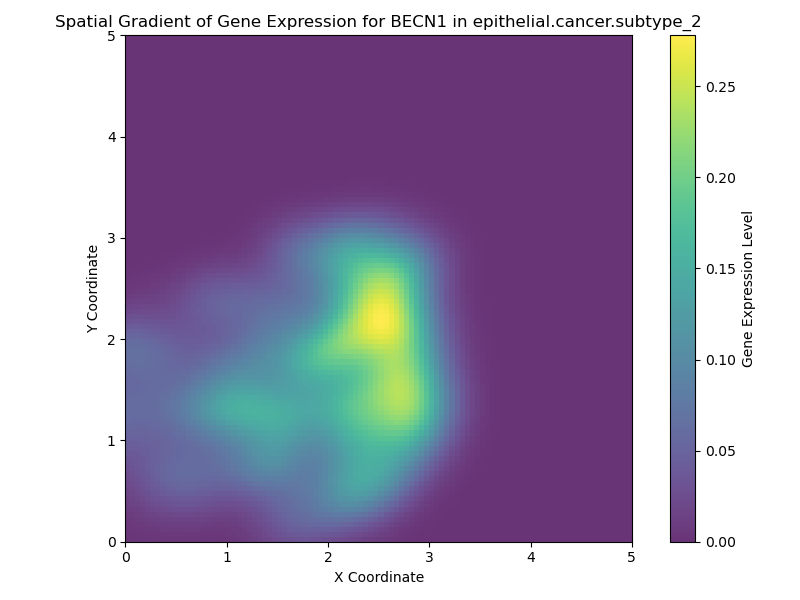 Spatial Gradient of Gene Expression for BECN1 in epithelial.cancer.subtype_2
5
4
3
2
1
0
Y Coordinate
0 1 2 3 4 5
X Coordinate
0.25
0.20
0.15
0.10
0.05
0.00
Gene Expression Level